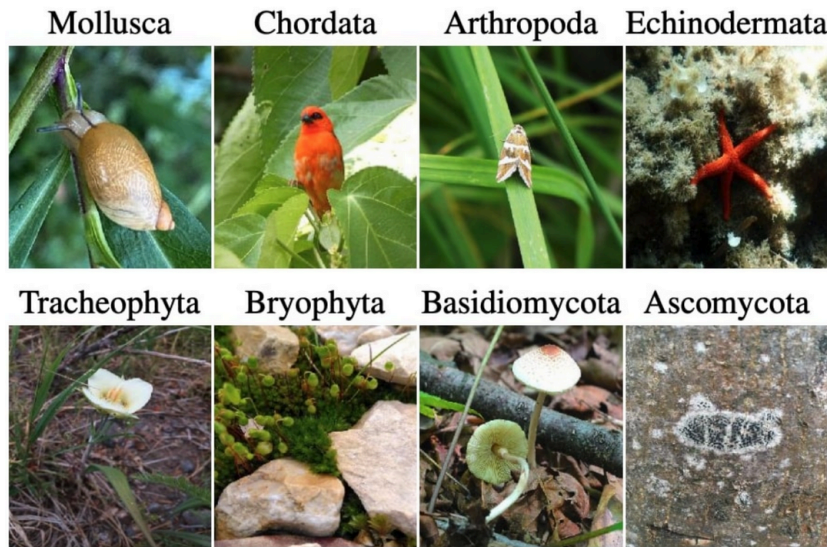 Mollusca Chordata Arthropoda Echinodermata
Tracheophyta Bryophyta Basidiomycota Ascomycota